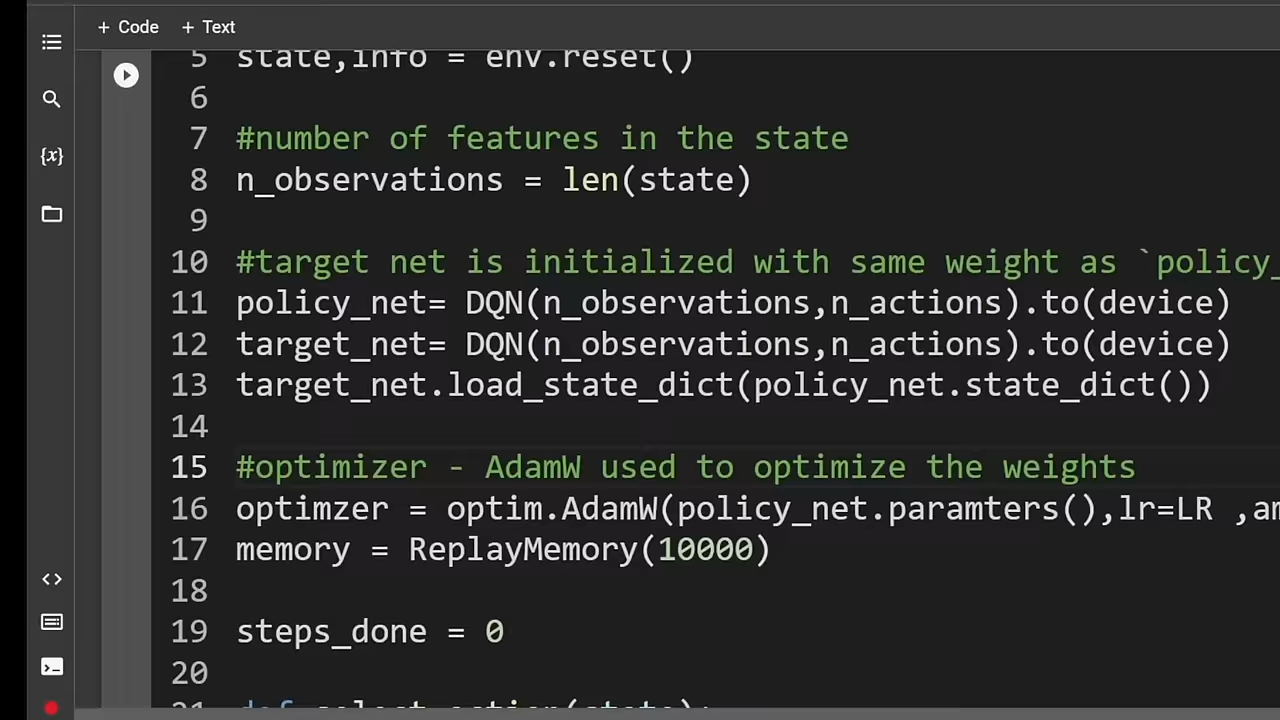 + Code + Text
5 state,info = env.reset()
6
7 #number of features in the state
8 n_observations = len(state)
9
10 #target net is initialized with same weight as `policy_
11 policy_net= DQN(n_observations,n_actions).to(device)
12 target_net= DQN(n_observations,n_actions).to(device)
13 target_net.load_state_dict(policy_net.state_dict())
14
15 #optimizer - AdamW used to optimize the weights
16 optimzer = optim.AdamW(policy_net.paramters(),lr=LR ,am
17 memory = ReplayMemory(10000)
18
19 steps_done = 0
20
21 def select_action(state):